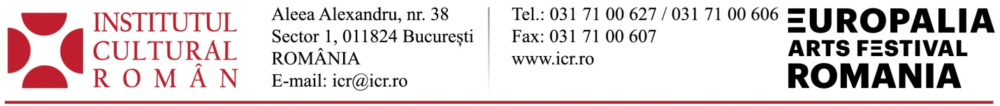 INSTITUTUL
CULTURAL
ROMÂN
Aleea Alexandru, nr. 38
Sector 1, 011824 București
ROMÂNIA
E-mail: icr@icr.ro
Tel.: 031 71 00 627 / 031 71 00 606
Fax: 031 71 00 607
www.icr.ro
EUROPALIA
ARTS FESTIVAL
ROMANIA